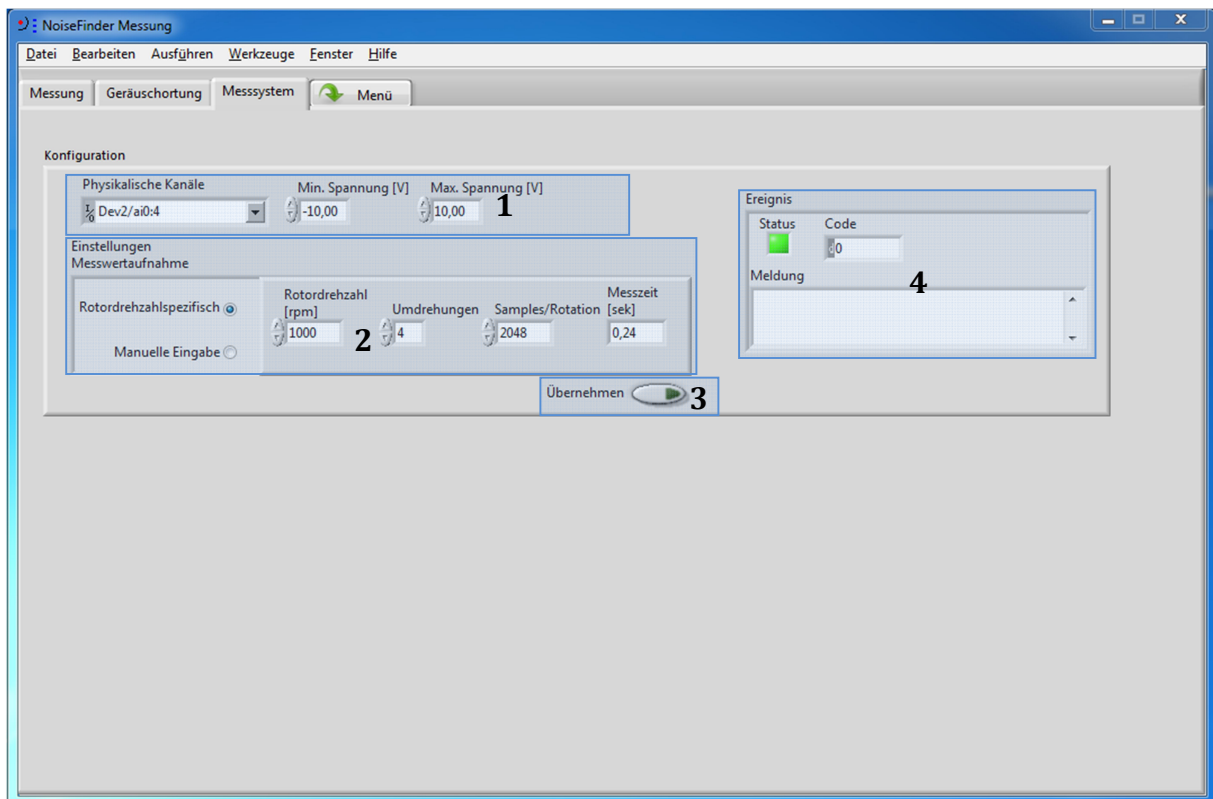 NoiseFinder Messung
Datei Bearbeiten Ausführen Werkzeuge Fenster Hilfe
Messung Geräuschortung Messsystem Menü
Konfiguration
Physikalische Kanäle Min. Spannung [V] Max. Spannung [V]
I/O Dev2/ai0:4 -10,00 10,00 1
Einstellungen
Messwertaufnahme
Rotordrehzahlspezifisch
Manuelle Eingabe
Rotordrehzahl
[rpm] Umdrehungen Samples/Rotation Messzeit [sek]
1000 2 4 2048 0,24
Übernehmen 3
Ereignis
Status Code
0
Meldung 4